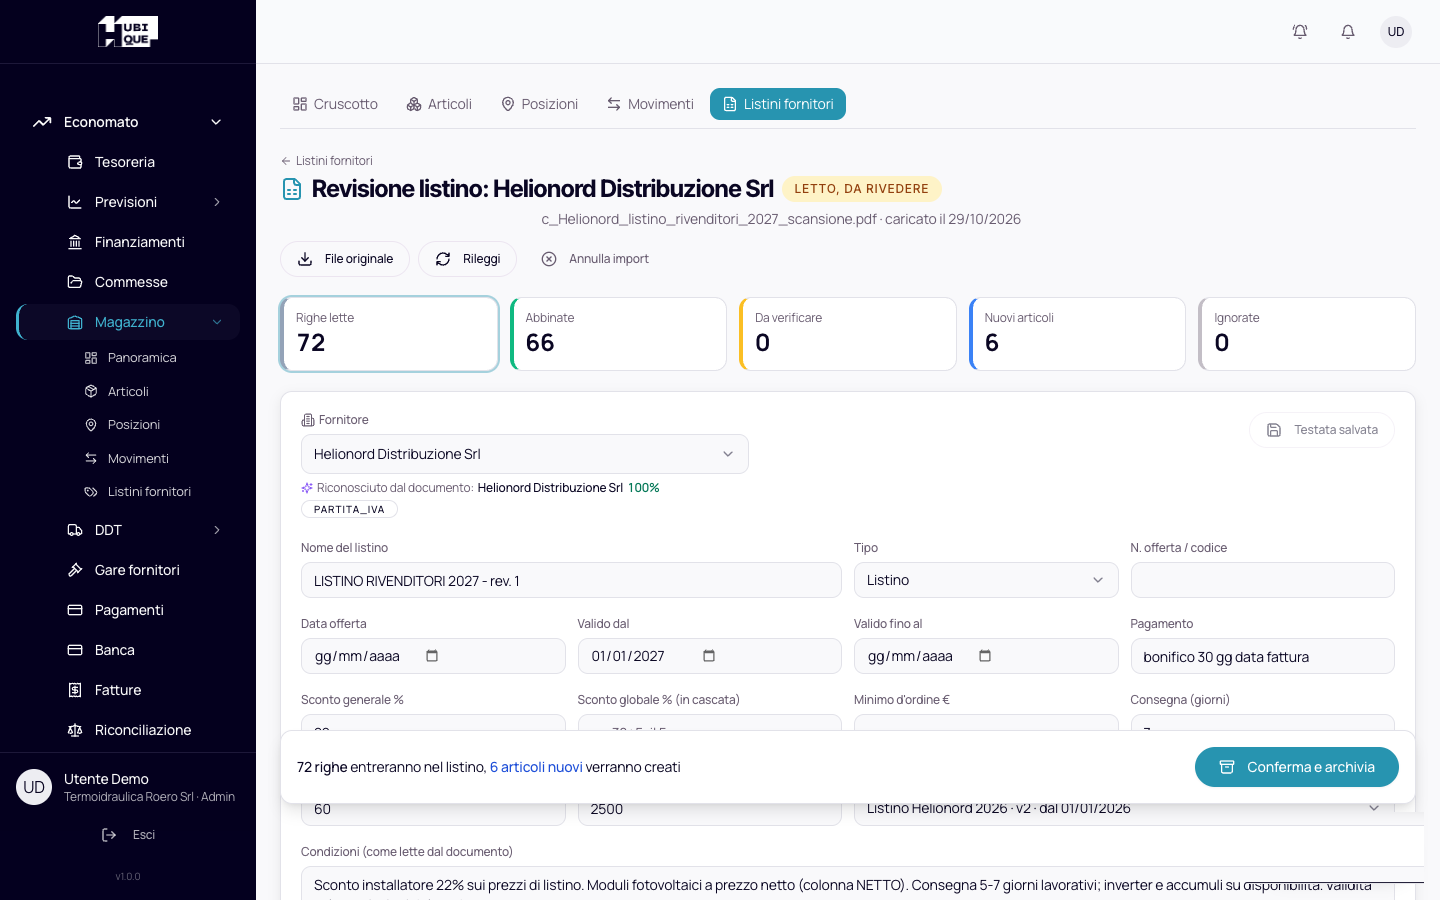 UBI
QUE
UD
Economato
Tesoreria
Previsioni
Finanziamenti
Commesse
Magazzino
Panoramica
Articoli
Posizioni
Movimenti
Listini fornitori
DDT
Gare fornitori
Pagamenti
Banca
Fatture
Riconciliazione
UD
Utente Demo
Termoidraulica Roero Srl · Admin
Esci
v1.0.0
Cruscotto
Articoli
Posizioni
Movimenti
Listini fornitori
Listini fornitori
Revisione listino: Helionord Distribuzione Srl
LETTO, DA RIVEDERE
c_Helionord_listino_rivenditori_2027_scansione.pdf · caricato il 29/10/2026
File originale
Rileggi
Annulla import
Righe lette
72
Abbinate
66
Da verificare
0
Nuovi articoli
6
Ignorate
0
Fornitore
Testata salvata
Helionord Distribuzione Srl
Riconosciuto dal documento: Helionord Distribuzione Srl 100%
PARTITA_IVA
Nome del listino
LISTINO RIVENDITORI 2027 - rev. 1
Tipo
Listino
N. offerta / codice
Data offerta
gg/mm/aaaa
Valido dal
01/01/2027
Valido fino al
gg/mm/aaaa
Pagamento
bonifico 30 gg data fattura
Sconto generale %
Sconto globale % (in cascata)
Minimo d'ordine €
Consegna (giorni)
72 righe entreranno nel listino, 6 articoli nuovi verranno creati
Conferma e archivia
60
2500
Listino Helionord 2026 · v2 · dal 01/01/2026
Condizioni (come lette dal documento)
Sconto installatore 22% sui prezzi di listino. Moduli fotovoltaici a prezzo netto (colonna NETTO). Consegna 5-7 giorni lavorativi; inverter e accumuli su disponibilità. Validità